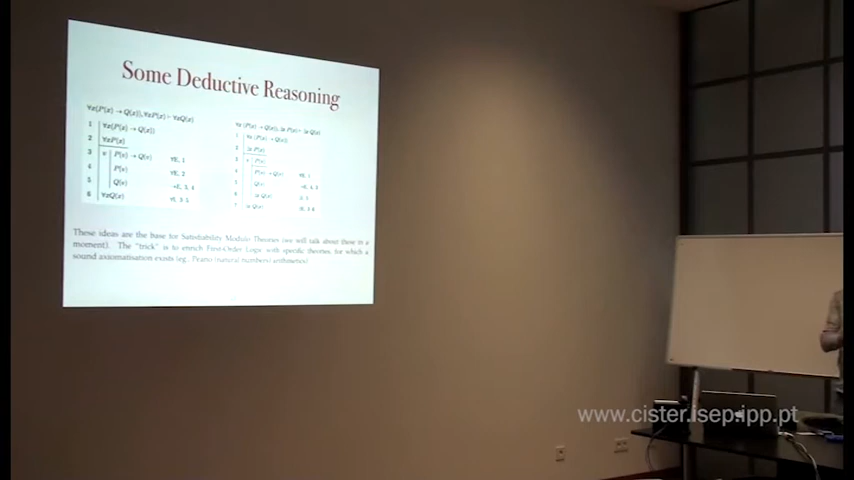 Some Deductive Reasoning
∀x(P(x) → Q(x)), ∀xP(x) ⊢ ∀xQ(x)
1 ∀x(P(x) → Q(x))
2 ∀xP(x)
3 P(v) → Q(v) ∀E, 1
4 P(v) ∀E, 2
5 Q(v) →E, 3, 4
6 ∀xQ(x) ∀I, 3 5
These ideas are the base for Satisfiability Modulo Theories (we will talk about these in a
moment). The "trick" is to enrich First-Order Logic with specific theories for which a
sound axiomatisation exists (eg. Peano (natural numbers) arithmetics)
www.cister.isep.ipp.pt